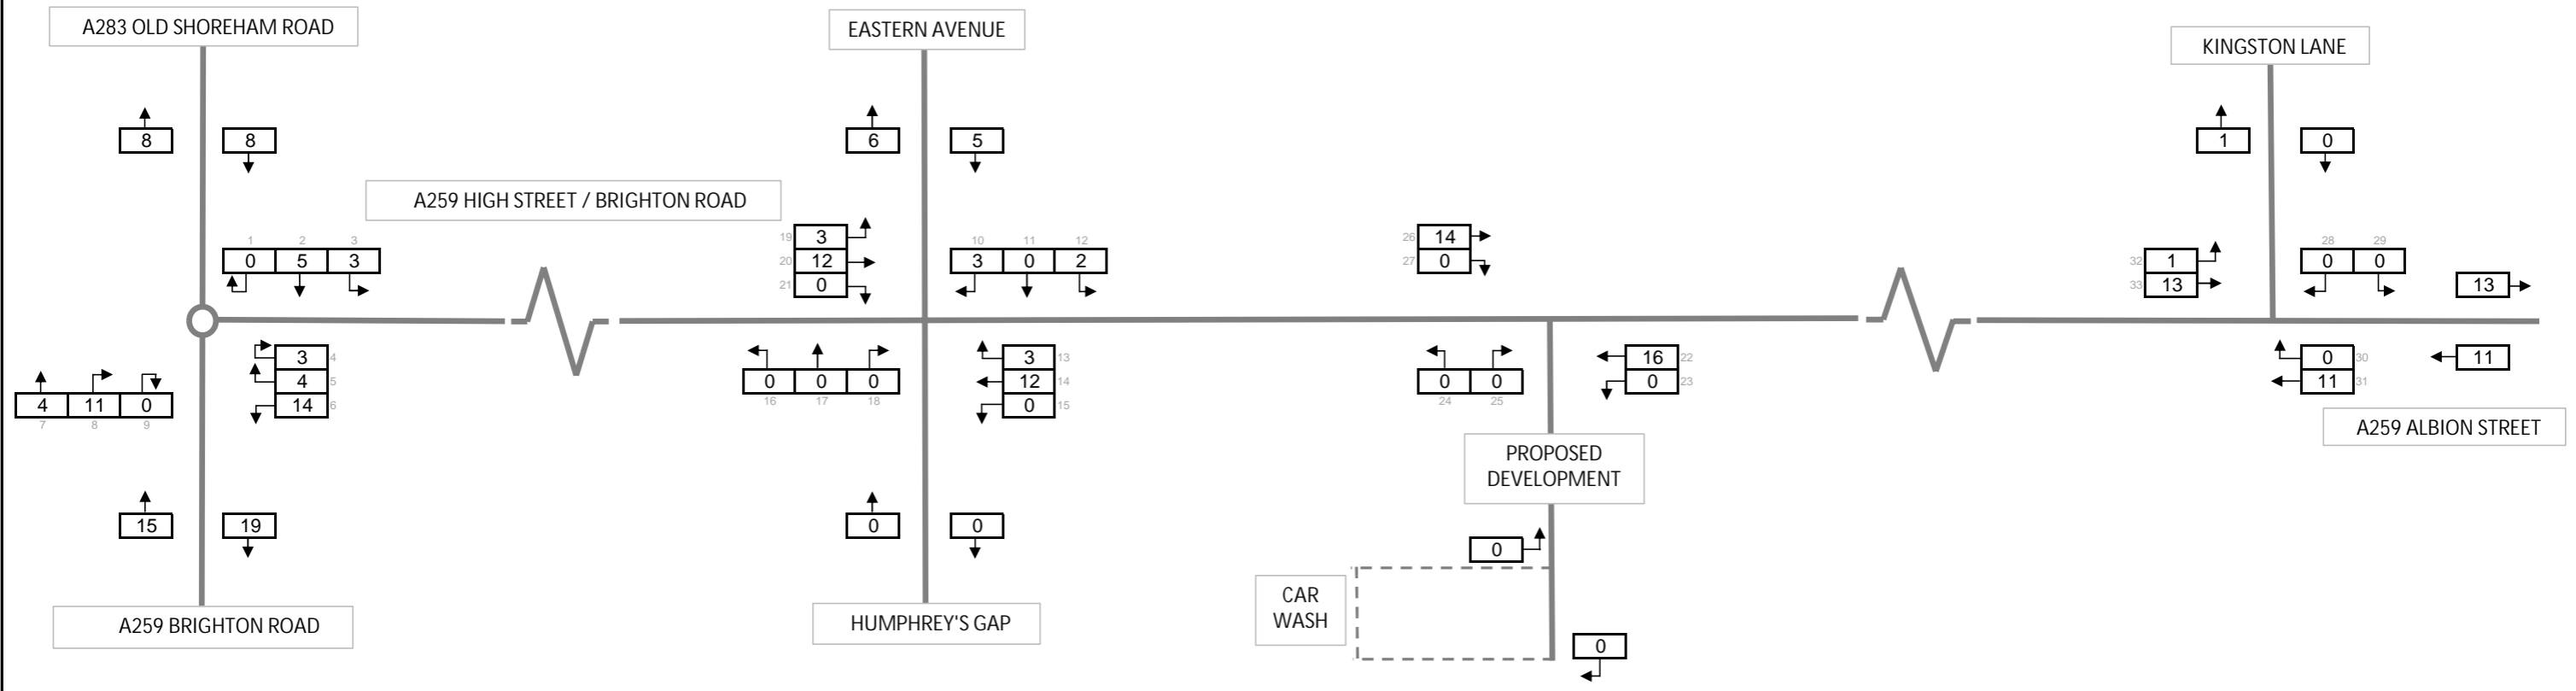 A283 OLD SHOREHAM ROAD
EASTERN AVENUE
KINGSTON LANE
8 8
6 5
1 0
A259 HIGH STREET / BRIGHTON ROAD
1 2 3
0 5 3
19 3
20 12
21 0
10 11 12
3 0 2
26 14
27 0
32 1
33 13
28 29
0 0
13
3 4
4 5
14 6
4 11 0
7 8 9
0 0 0
16 17 18
3 13
12 14
0 15
0 0
24 25
16 22
0 23
0 30
11 31
11
A259 ALBION STREET
PROPOSED
DEVELOPMENT
15 19
0 0
0
CAR
WASH
0
A259 BRIGHTON ROAD
HUMPHREY'S GAP